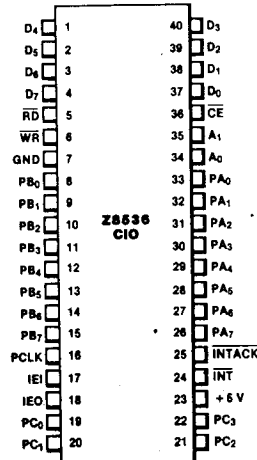 D4 1 40 D3
D5 2 39 D2
D6 3 38 D1
D7 4 37 D0
RD 5 36 CE
WR 6 35 A1
GND 7 34 A0
PB0 8 33 PA0
PB1 9 32 PA1
Z8536
CIO
PB2 10 31 PA2
PB3 11 30 PA3
PB4 12 29 PA4
PB5 13 28 PA5
PB6 14 27 PA6
PB7 15 26 PA7
PCLK 16 25 INTACK
IEI 17 24 INT
IEO 18 23 +5 V
PC0 19 22 PC3
PC1 20 21 PC2